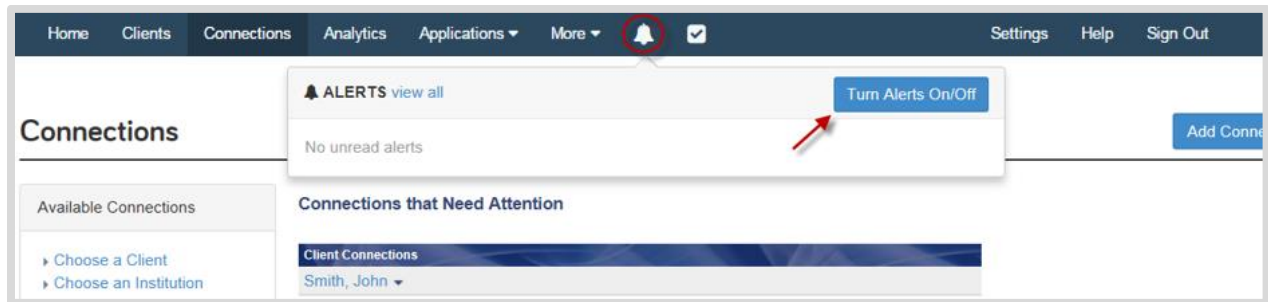 Home Clients Connections Analytics Applications More Settings Help Sign Out
ALERTS view all Turn Alerts On/Off
No unread alerts
Connections
Add Conne
Available Connections
Choose a Client
Choose an Institution
Connections that Need Attention
Client Connections
Smith, John